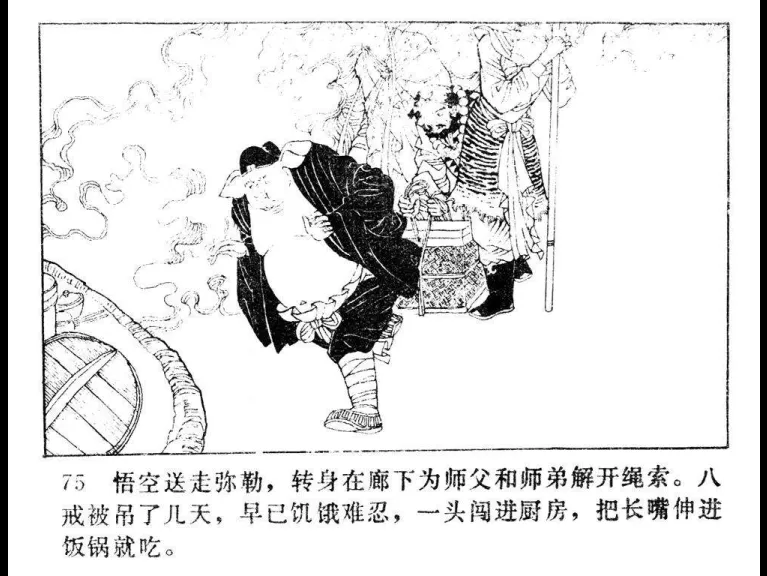 75 悟空送走弥勒，转身在廊下为师父和师弟解开绳索。八
戒被吊了几天，早已饥饿难忍，一头闯进厨房，把长嘴伸进
饭锅就吃。